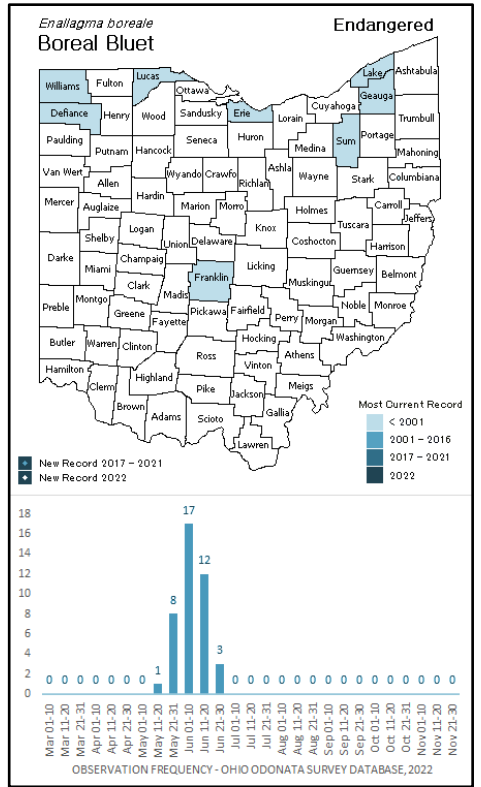 Enallagma boreale
Endangered
Boreal Bluet
Williams Fulton Lucas Ottawa Lake Ashtabula
Geauga
Defiance Henry Wood Sandusky Erie Lorain Cuyahoga Trumbull
Paulding Putnam Hancock Seneca Huron Medina Sum Portage Mahoning
Van Wert Allen Wyando Crawfo Richlan Ashla Wayne Stark Columbiana
Mercer Auglaize Hardin Marion Morro Holmes Carroll Jeffers
Shelby Logan Union Delaware Knox Coshocton Tuscara Harrison
Darke Miami Champaig Franklin Licking Muskingui Guernsey Belmont
Clark Madis
Preble Montgo Greene Fayette Pickawa Fairfield Perry Morgan Noble Monroe
Butler Warren Clinton Ross Hocking Athens Washington
Hamilton Clerm Highland Pike Vinton Meigs
Brown Adams Scioto Jackson Gallia
Lawren
Most Current Record
< 2001
2001 - 2016
2017 - 2021
2022
New Record 2017 - 2021
New Record 2022
18
16
14
12
10
8
6
4
2
0
0 0 0 0 0 0 0 1 8 17 12 3 0 0 0 0 0 0 0 0 0 0 0 0 0 0 0
Mar 01-10
Mar 11-20
Mar 21-31
Apr 01-10
Apr 11-20
Apr 21-30
May 01-10
May 11-20
May 21-31
Jun 01-10
Jun 11-20
Jun 21-30
Jul 01-10
Jul 11-20
Jul 21-31
Aug 01-10
Aug 11-20
Aug 21-31
Sep 01-10
Sep 11-20
Sep 21-30
Oct 01-10
Oct 11-20
Oct 21-31
Nov 01-10
Nov 11-20
Nov 21-30
OBSERVATION FREQUENCY - OHIO ODONATA SURVEY DATABASE, 2022